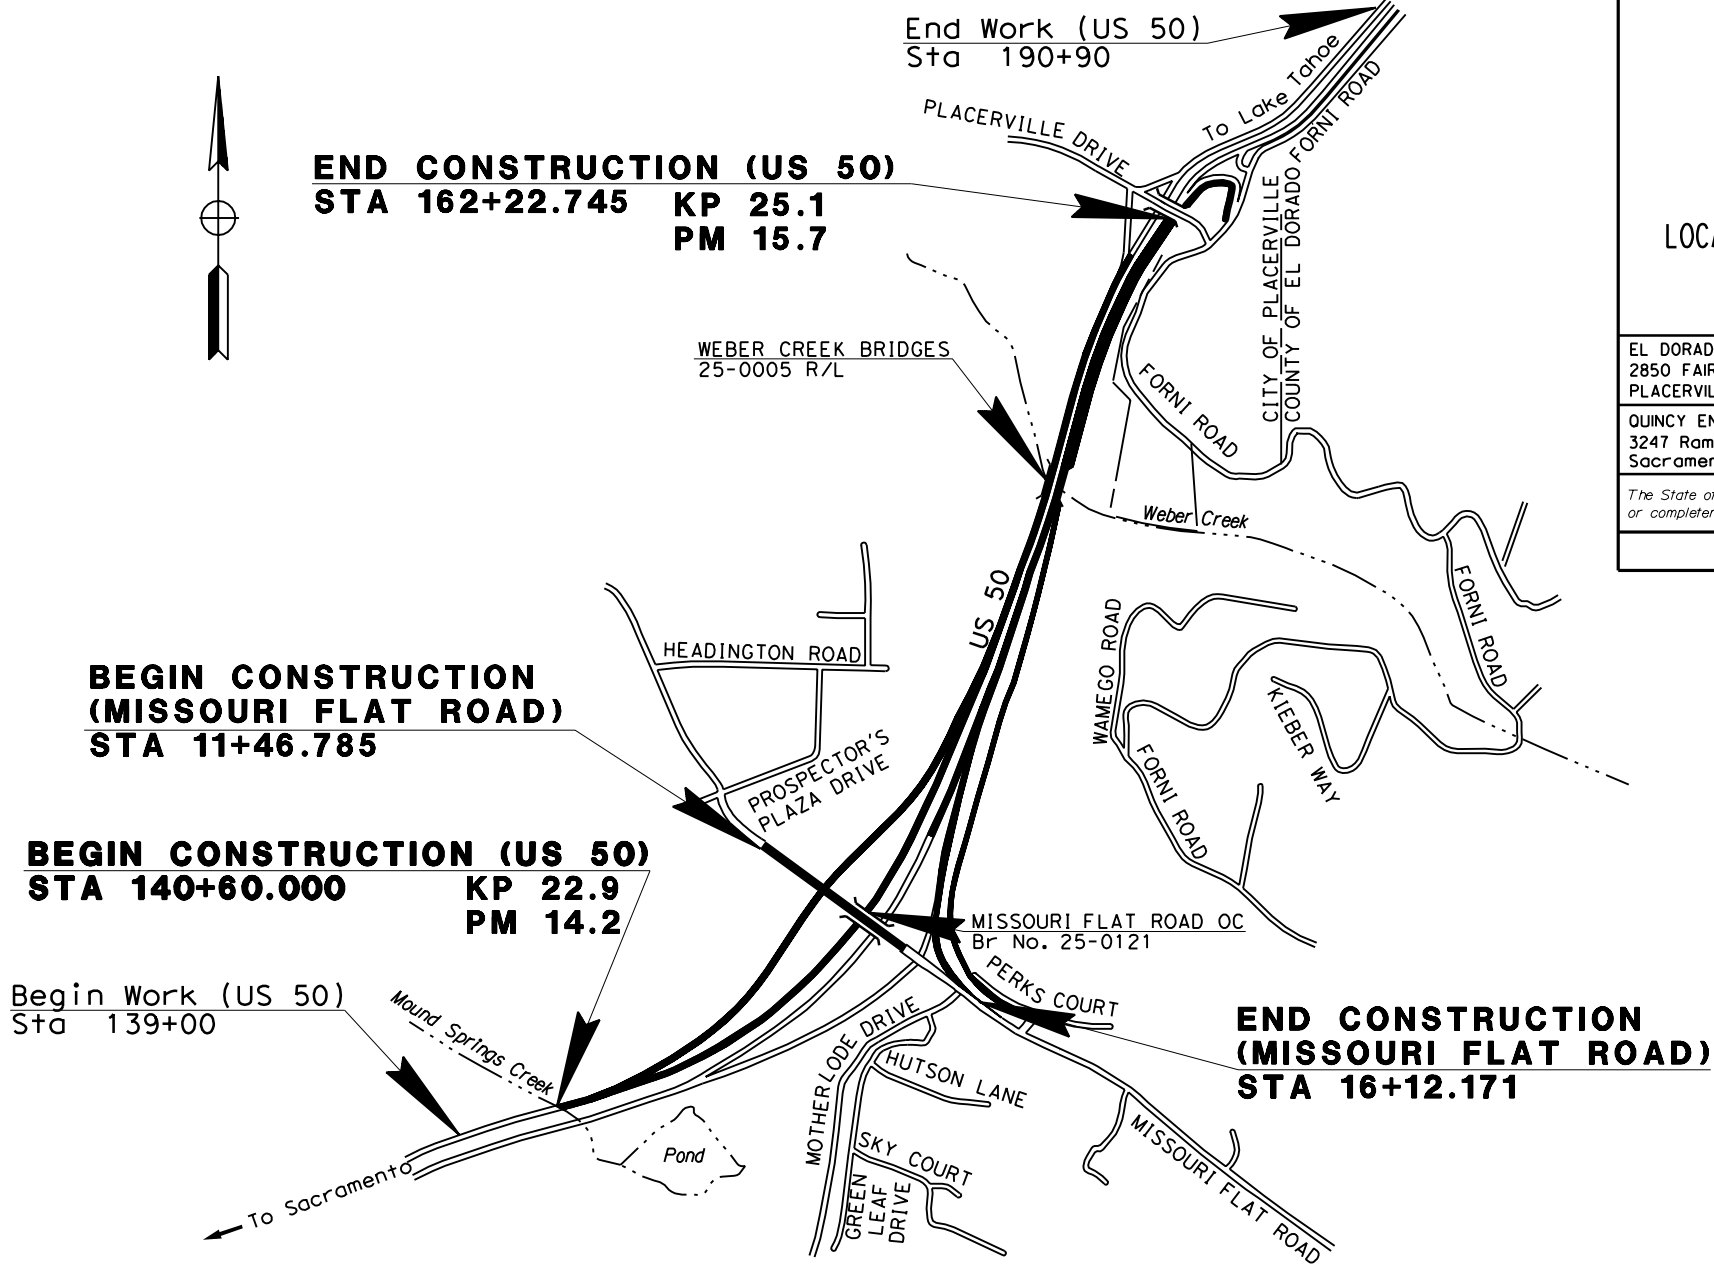 End Work (US 50)
Sta 190+90
To Lake Tahoe
FORNI ROAD
PLACERVILLE DRIVE
END CONSTRUCTION (US 50)
STA 162+22.745 KP 25.1
PM 15.7
CITY OF PLACERVILLE
COUNTY OF EL DORADO
LOCA
WEBER CREEK BRIDGES
25-0005 R/L
FORNI ROAD
EL DORAD
2850 FAIR
PLACERVIL
QUINCY EN
3247 Ram
Sacramen
The State of
or completen
Weber Creek
US 50
FORNI ROAD
HEADINGTON ROAD
WAMEGO ROAD
KIEBER WAY
FORNI ROAD
BEGIN CONSTRUCTION
(MISSOURI FLAT ROAD)
STA 11+46.785
PROSPECTOR'S
PLAZA DRIVE
BEGIN CONSTRUCTION (US 50)
STA 140+60.000 KP 22.9
PM 14.2
MISSOURI FLAT ROAD OC
Br No. 25-0121
PERKS COURT
Begin Work (US 50)
Sta 139+00
Mound Springs Creek
MOTHERLODE DRIVE
HUTSON LANE
END CONSTRUCTION
(MISSOURI FLAT ROAD)
STA 16+12.171
Pond
SKY COURT
GREEN
LEAF
DRIVE
MISSOURI FLAT ROAD
To Sacramento